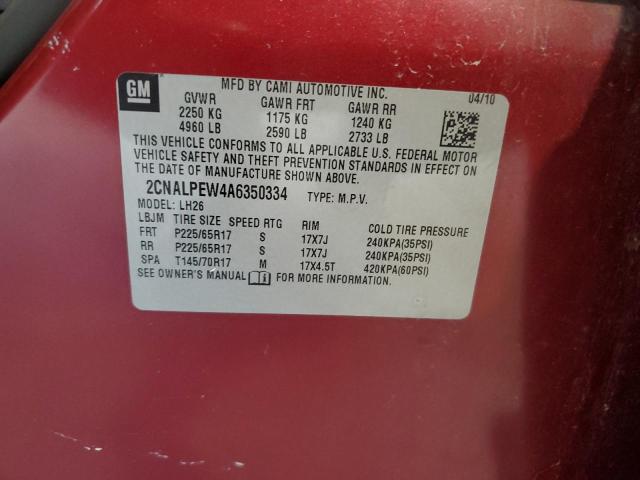 GM
MFD BY CAMI AUTOMOTIVE INC. 04/10
GVWR GAWR FRT GAWR RR
2250 KG 1175 KG 1240 KG
4960 LB 2590 LB 2733 LB
THIS VEHICLE CONFORMS TO ALL APPLICABLE U.S. FEDERAL MOTOR
VEHICLE SAFETY AND THEFT PREVENTION STANDARDS IN EFFECT ON
THE DATE OF MANUFACTURE SHOWN ABOVE.
2CNALPEW4A6350334 TYPE: M.P.V.
MODEL: LH26
LBJM TIRE SIZE SPEED RTG RIM COLD TIRE PRESSURE
FRT P225/65R17 S 17X7J 240KPA(35PSI)
RR P225/65R17 S 17X7J 240KPA(35PSI)
SPA T145/70R17 M 17X4.5T 420KPA(60PSI)
SEE OWNER'S MANUAL FOR MORE INFORMATION.